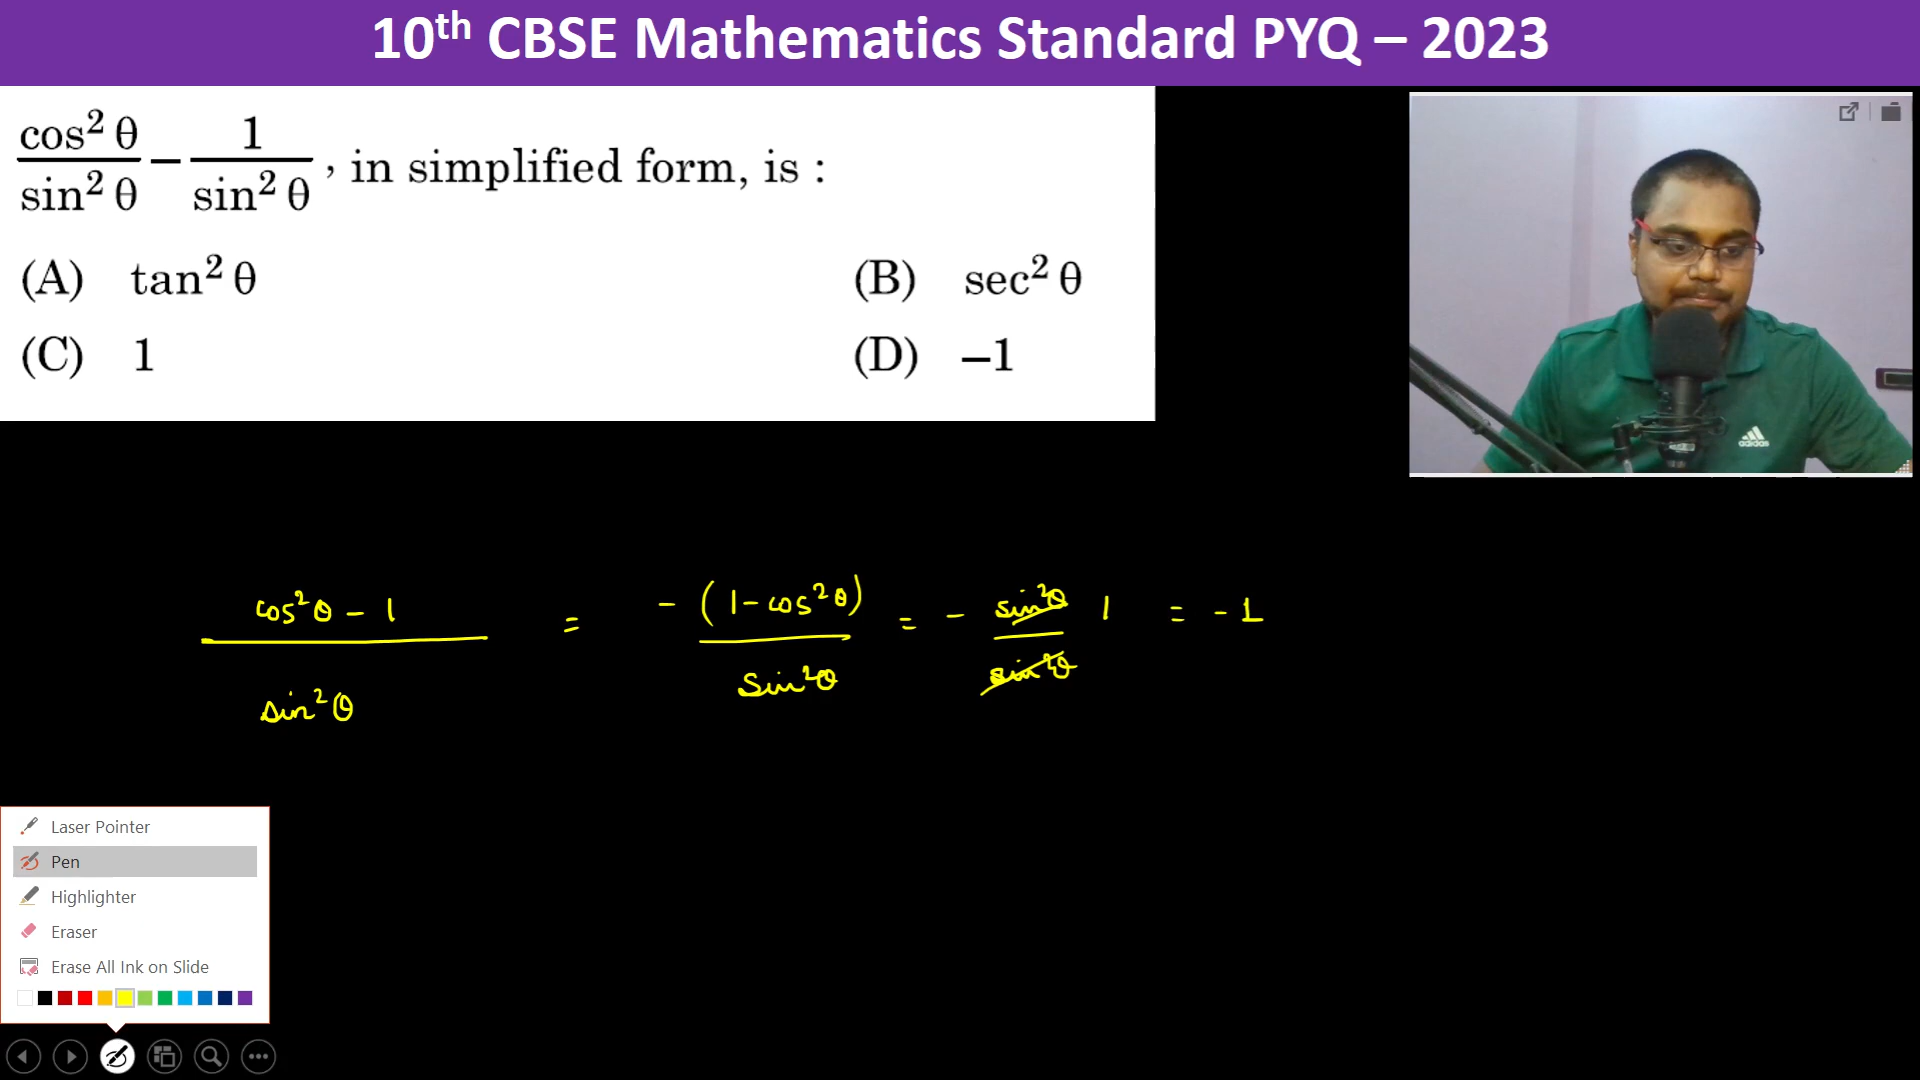 10th CBSE Mathematics Standard PYQ – 2023
cos² θ / sin² θ – 1 / sin² θ , in simplified form, is :
(A) tan² θ (B) sec² θ
(C) 1 (D) –1
adidas
cos²θ - 1 / sin²θ = - (1 - cos²θ) / Sin²θ = - sin²θ / sin²θ 1 = - 1
Laser Pointer
Pen
Highlighter
Eraser
Erase All Ink on Slide